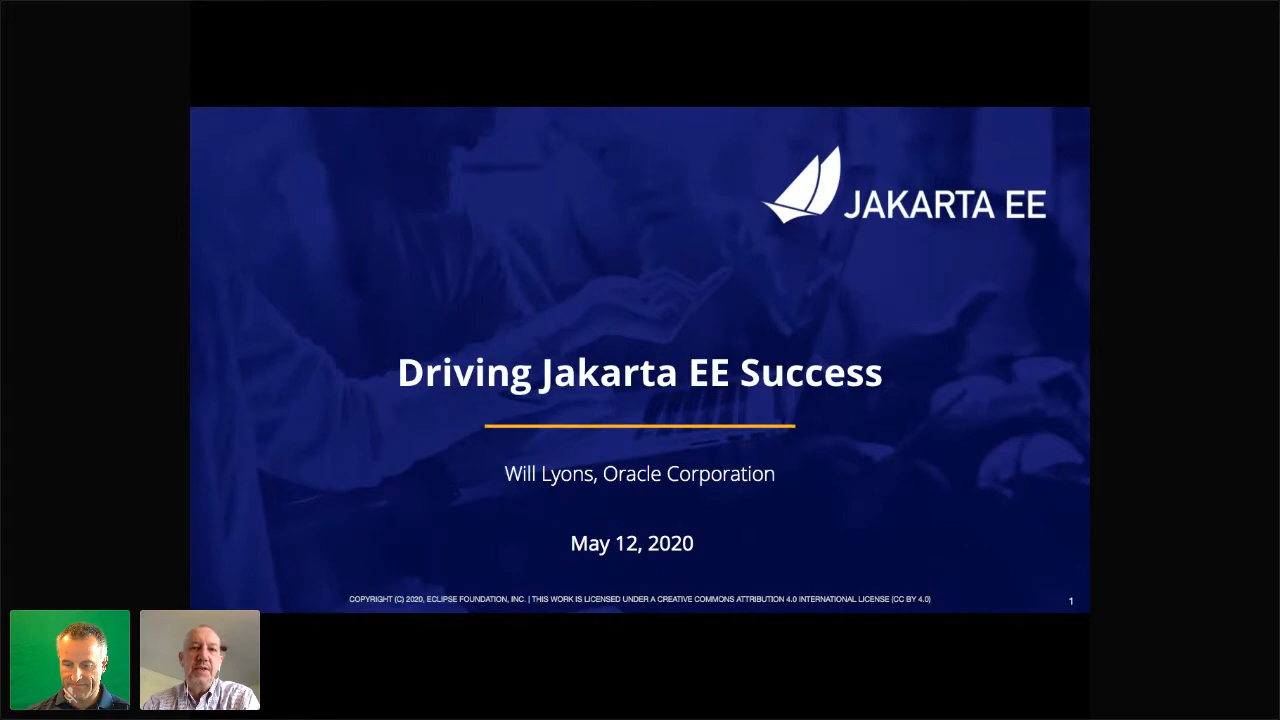 JAKARTA EE
Driving Jakarta EE Success
Will Lyons, Oracle Corporation
May 12, 2020
COPYRIGHT (C) 2020, ECLIPSE FOUNDATION, INC. | THIS WORK IS LICENSED UNDER A CREATIVE COMMONS ATTRIBUTION 4.0 INTERNATIONAL LICENSE (CC BY 4.0)
1